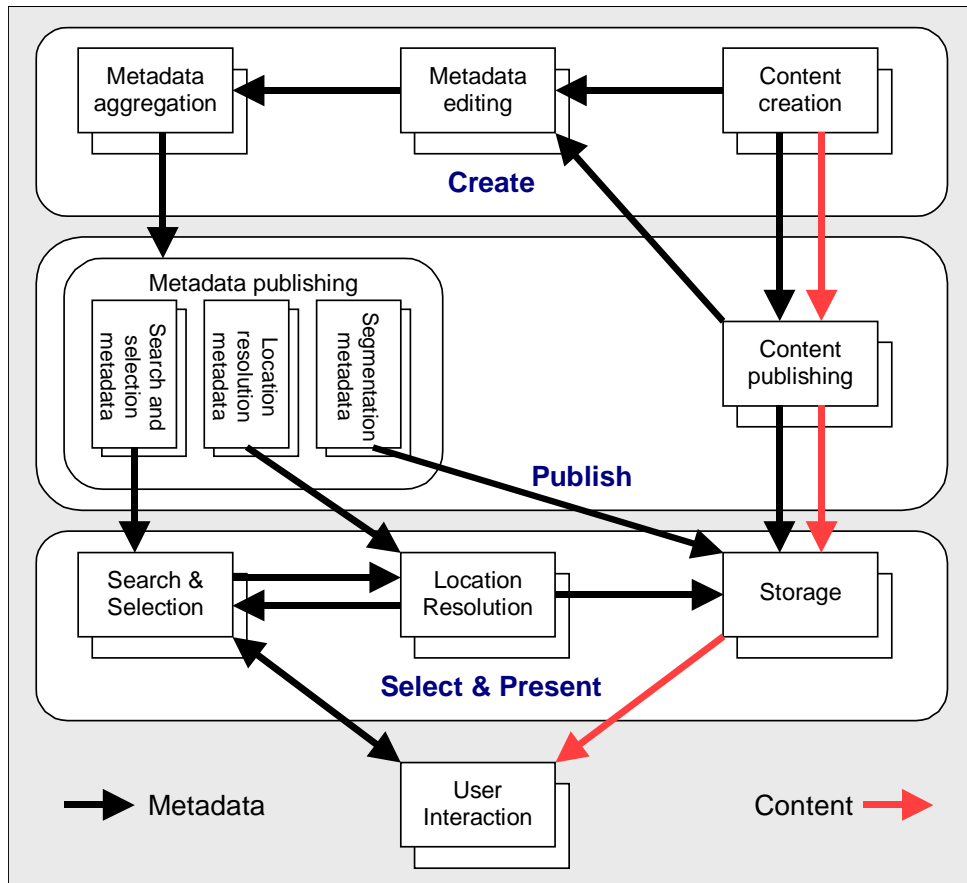 Metadata
aggregation
Metadata
editing
Content
creation
Create
Metadata publishing
Search and
selection
metadata
Location
resolution
metadata
Segmentation
metadata
Content
publishing
Publish
Search &
Selection
Location
Resolution
Storage
Select & Present
User
Interaction
Metadata
Content